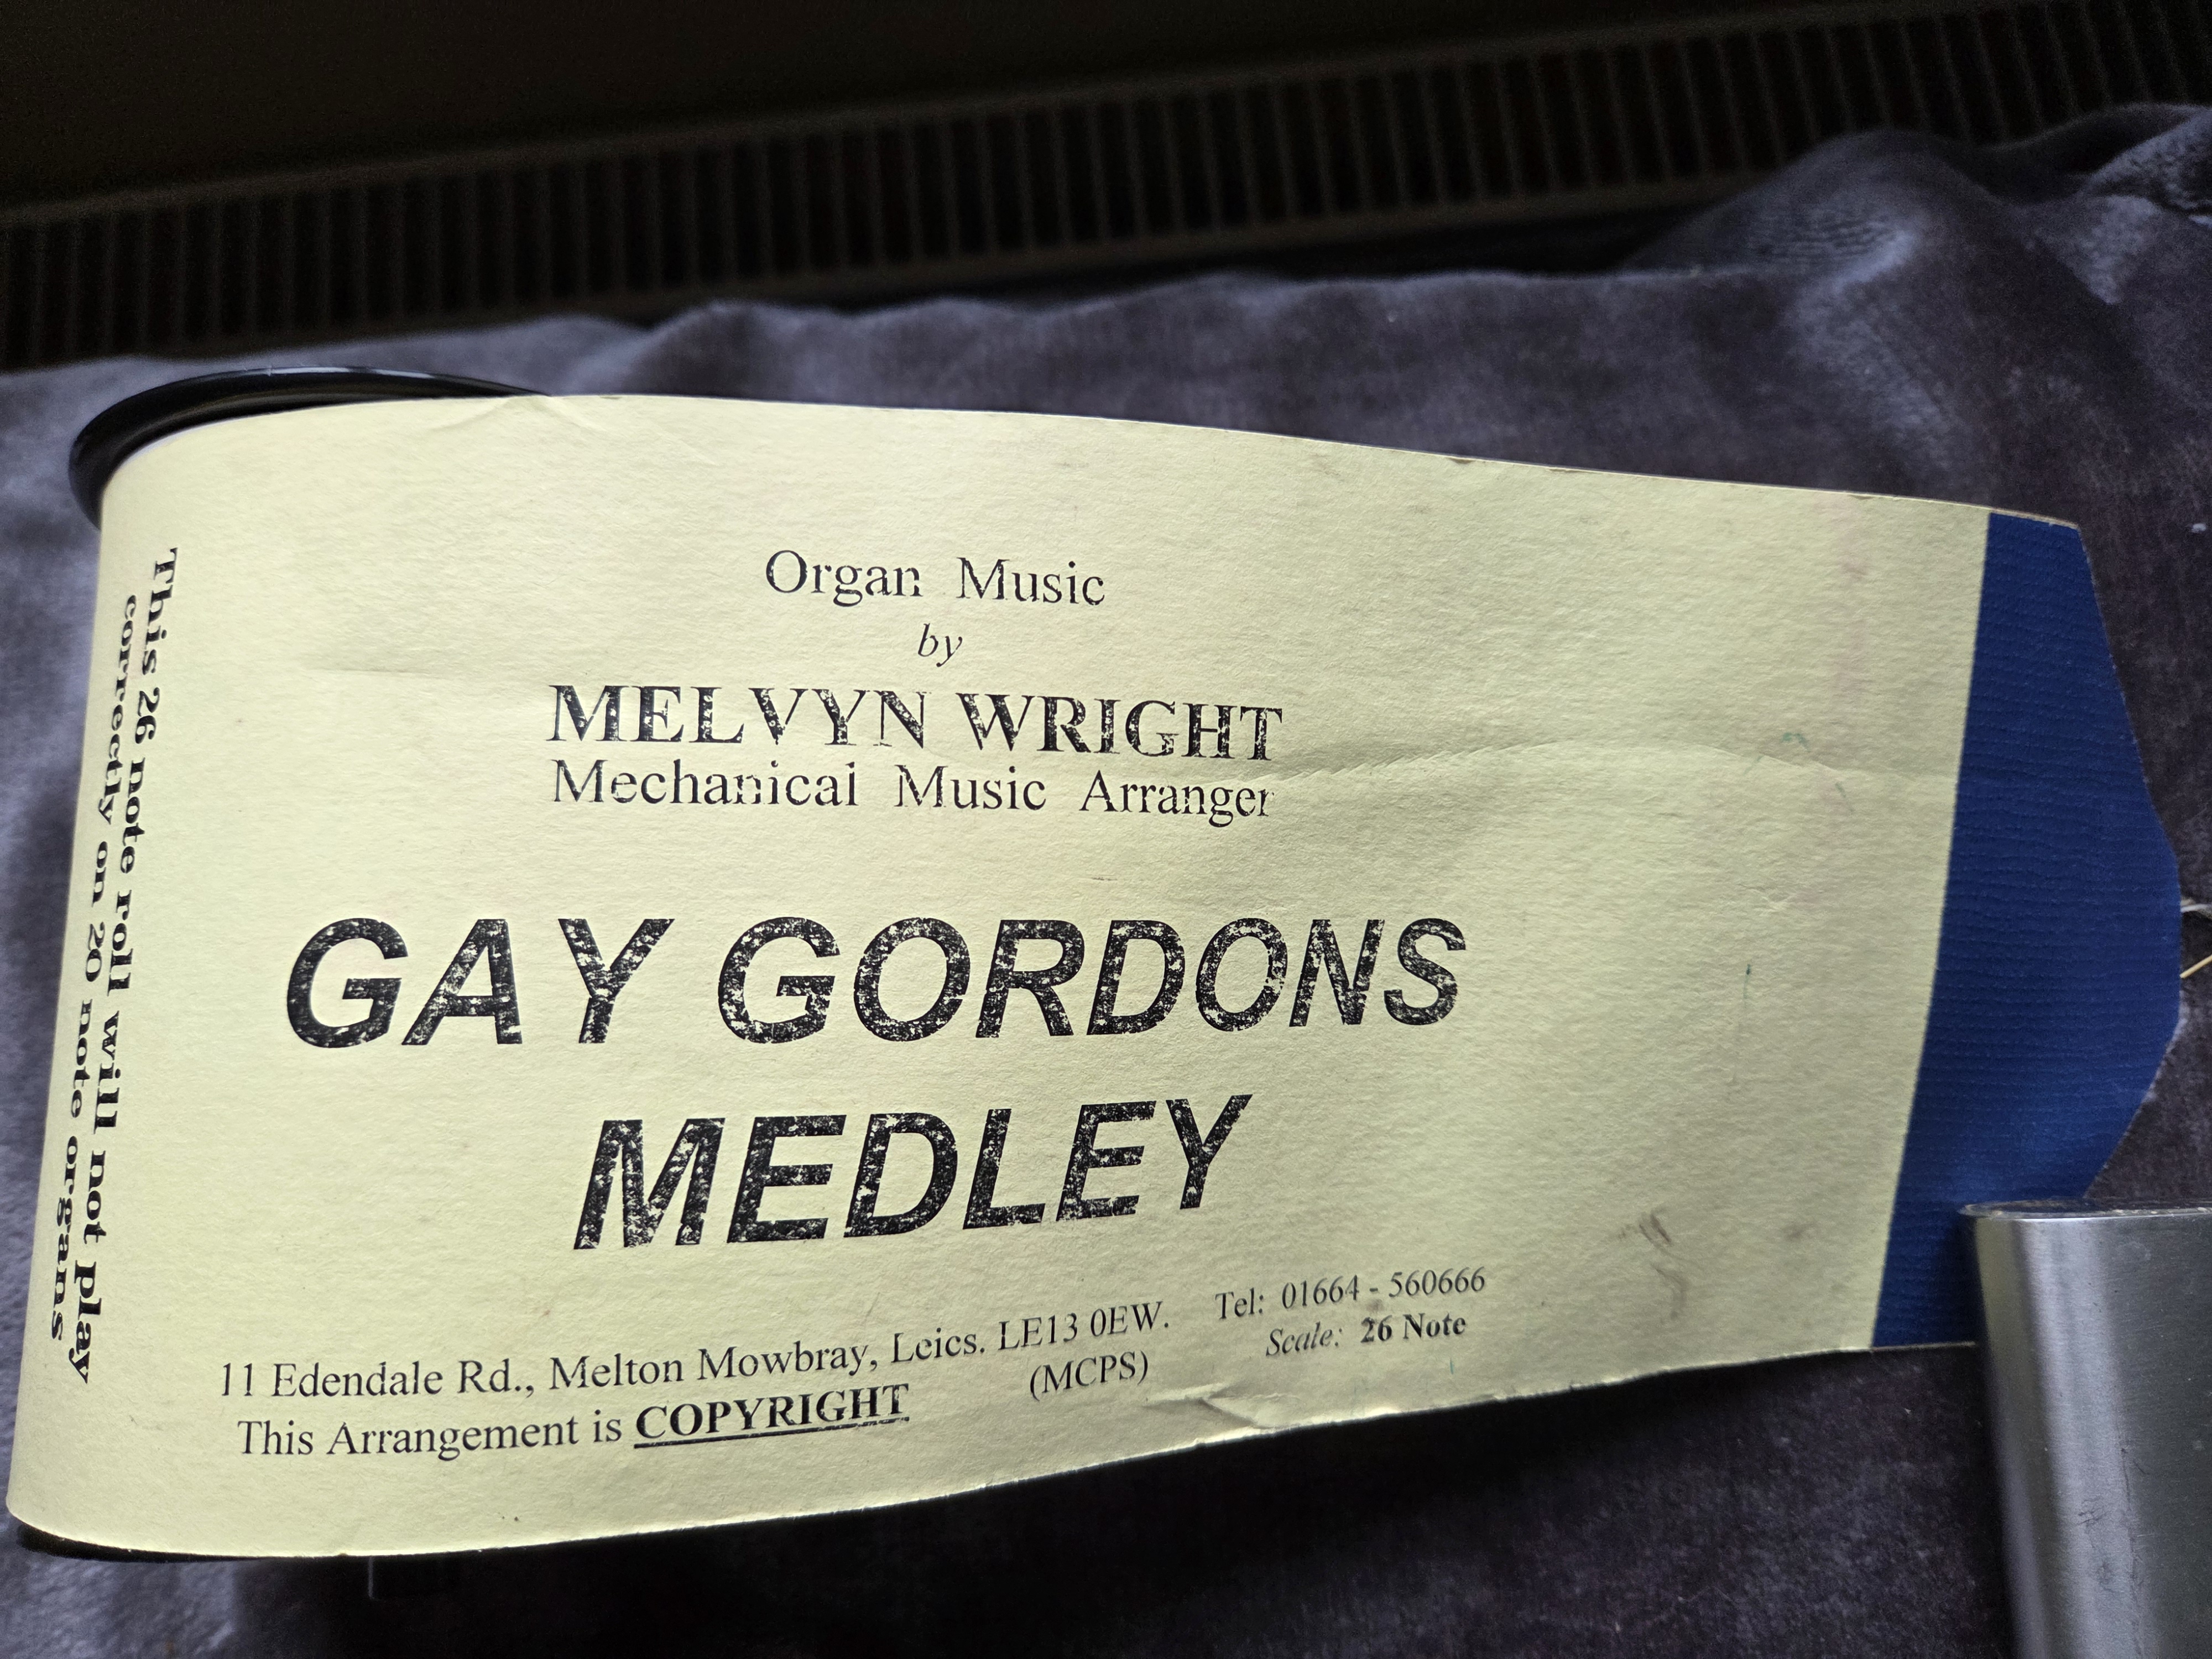 Organ Music
by
MELVYN WRIGHT
Mechanical Music Arranger
GAY GORDONS
MEDLEY
11 Edendale Rd., Melton Mowbray, Leics. LE13 0EW. Tel: 01664 - 560666
This Arrangement is COPYRIGHT (MCPS) Scale: 26 Note
This 26 note roll will not play
correctly on 20 note organs